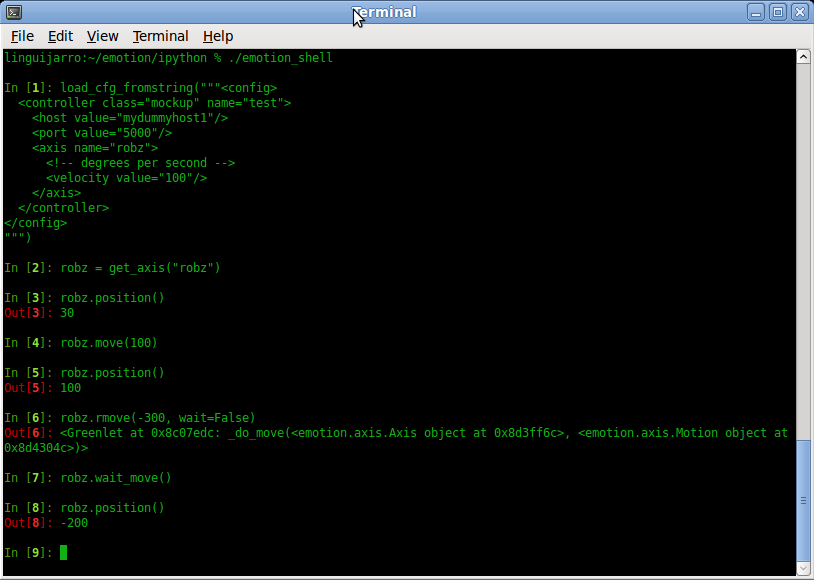 Terminal
File Edit View Terminal Help
linguijarro:~/emotion/ipython % ./emotion_shell
In [1]: load_cfg_fromstring("""<config>
  <controller class="mockup" name="test">
    <host value="mydummyhost1"/>
    <port value="5000"/>
    <axis name="robz">
      <!-- degrees per second -->
      <velocity value="100"/>
    </axis>
  </controller>
</config>
""")
In [2]: robz = get_axis("robz")
In [3]: robz.position()
Out[3]: 30
In [4]: robz.move(100)
In [5]: robz.position()
Out[5]: 100
In [6]: robz.rmove(-300, wait=False)
Out[6]: <Greenlet at 0x8c07edc: _do_move(<emotion.axis.Axis object at 0x8d3ff6c>, <emotion.axis.Motion object at
0x8d4304c>)>
In [7]: robz.wait_move()
In [8]: robz.position()
Out[8]: -200
In [9]: